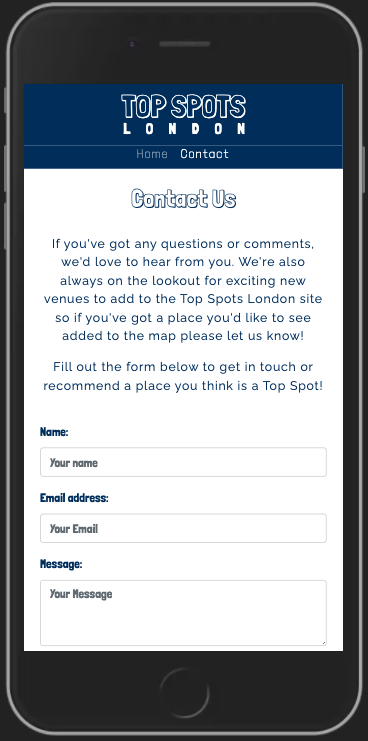 TOP SPOTS
LONDON
Home Contact
Contact Us
If you've got any questions or comments,
we'd love to hear from you. We're also
always on the lookout for exciting new
venues to add to the Top Spots London site
so if you've got a place you'd like to see
added to the map please let us know!
Fill out the form below to get in touch or
recommend a place you think is a Top Spot!
Name:
Your name
Email address:
Your Email
Message:
Your Message